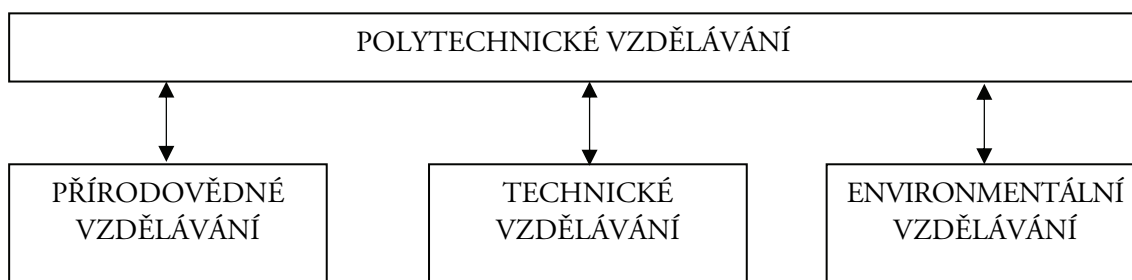 POLYTECHNICKÉ VZDĚLÁVÁNÍ
PŘÍRODOVĚDNÉ
VZDĚLÁVÁNÍ
TECHNICKÉ
VZDĚLÁVÁNÍ
ENVIRONMENTÁLNÍ
VZDĚLÁVÁNÍ